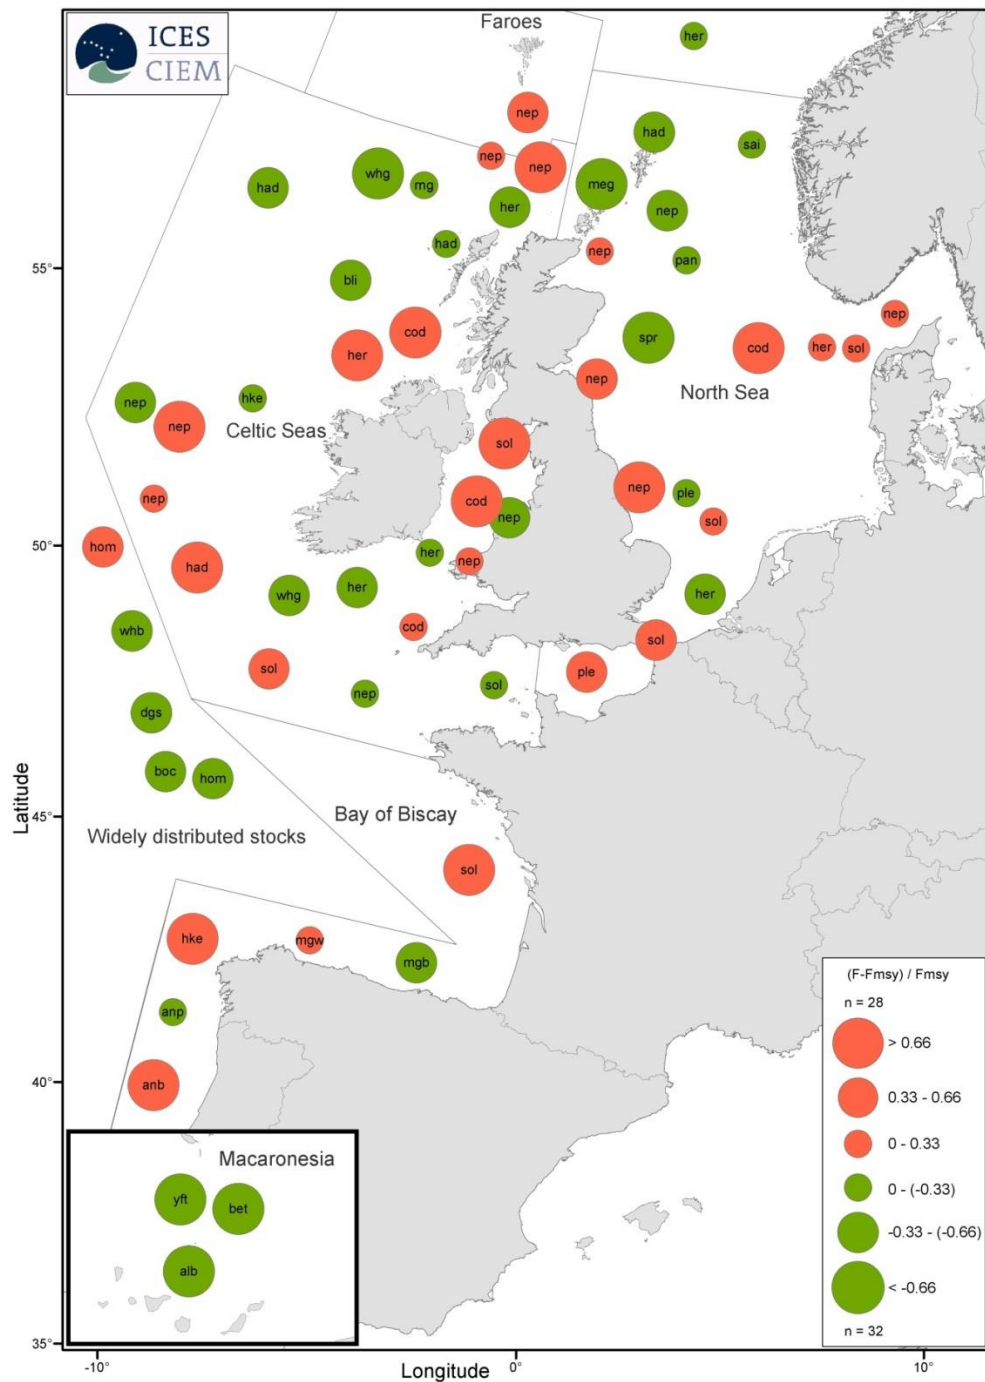 ICES
CIEM
Faroes
her
nep
had
sai
nep
nep
whg
mg
had
meg
her
nep
had
nep
pan
bli
nep
cod
spr
her
cod
her
sol
nep
North Sea
hke
nep
nep
Celtic Seas
sol
nep
ple
nep
cod
nep
sol
hom
her
nep
had
whg
her
her
whb
cod
sol
sol
ple
nep
sol
dgs
boc
hom
Bay of Biscay
Widely distributed stocks
sol
hke
mgw
mgb
anp
anb
Macaronesia
yft
bet
alb
(F-Fmsy) / Fmsy
n = 28
> 0.66
0.33 - 0.66
0 - 0.33
0 - (-0.33)
-0.33 - (-0.66)
< -0.66
n = 32
55°
50°
45°
40°
35°
Latitude
-10°
0°
10°
Longitude